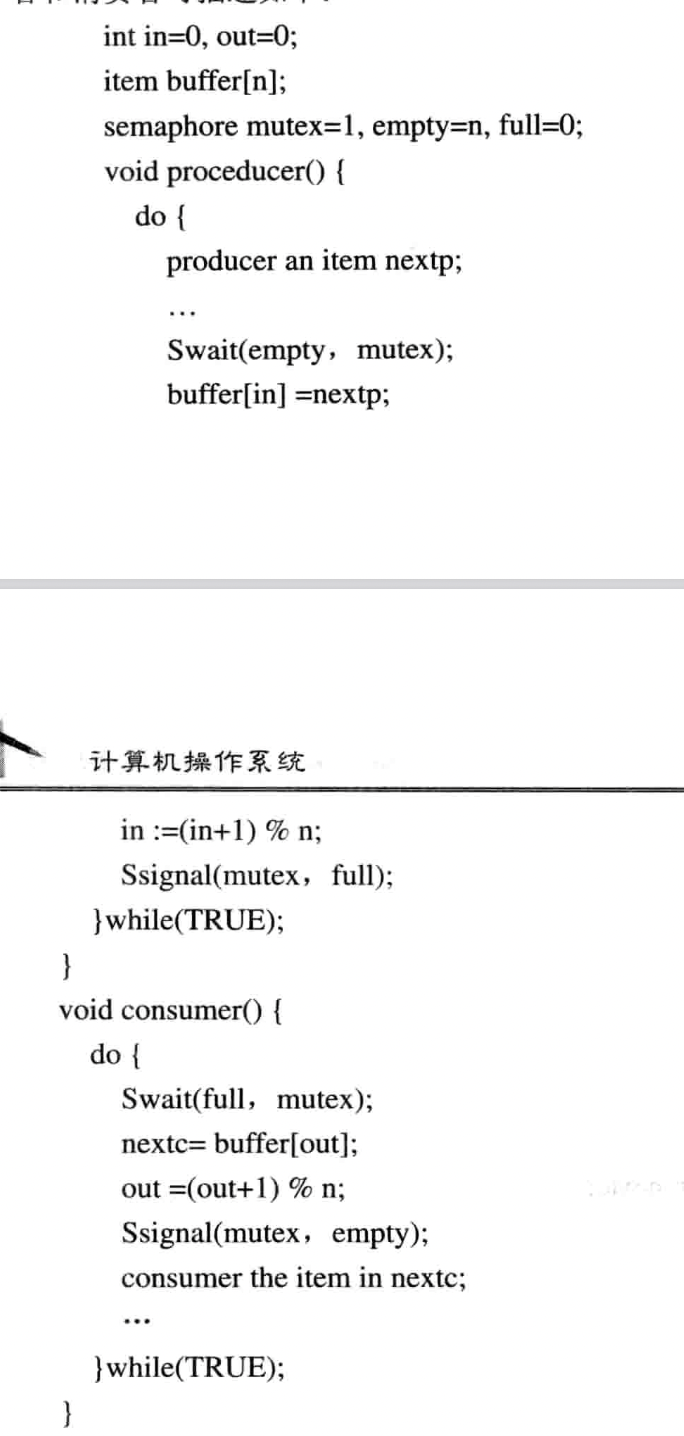 int in=0, out=0;
item buffer[n];
semaphore mutex=1, empty=n, full=0;
void proceducer() {
do {
producer an item nextp;
...
Swait(empty，mutex);
buffer[in] =nextp;
计算机操作系统
in :=(in+1) % n;
Ssignal(mutex，full);
}while(TRUE);
}
void consumer() {
do {
Swait(full，mutex);
nextc= buffer[out];
out =(out+1) % n;
Ssignal(mutex，empty);
consumer the item in nextc;
...
}while(TRUE);
}